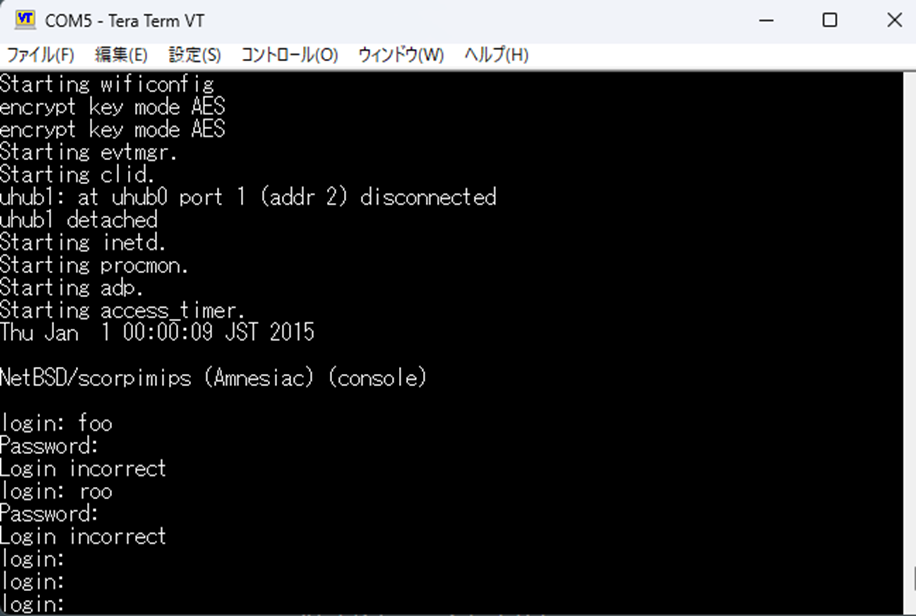 COM5 - Tera Term VT
ファイル(F) 編集(E) 設定(S) コントロール(O) ウィンドウ(W) ヘルプ(H)
Starting wificonfig
encrypt key mode AES
encrypt key mode AES
Starting evtmgr.
Starting clid.
uhub1: at uhub0 port 1 (addr 2) disconnected
uhub1 detached
Starting inetd.
Starting procmon.
Starting adp.
Starting access_timer.
Thu Jan  1 00:00:09 JST 2015
NetBSD/scorpimips (Amnesiac) (console)
login: foo
Password:
Login incorrect
login: roo
Password:
Login incorrect
login:
login:
login: